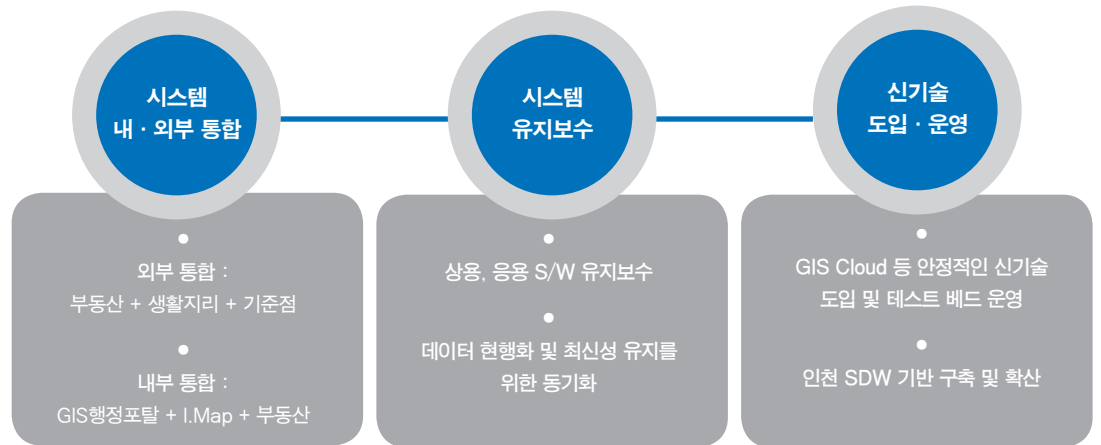 시스템
내 · 외부 통합
외부 통합 :
부동산 + 생활지리 + 기준점
내부 통합 :
GIS행정포탈 + I.Map + 부동산
시스템
유지보수
상용, 응용 S/W 유지보수
데이터 현행화 및 최신성 유지를
위한 동기화
신기술
도입 · 운영
GIS Cloud 등 안정적인 신기술
도입 및 테스트 베드 운영
인천 SDW 기반 구축 및 확산